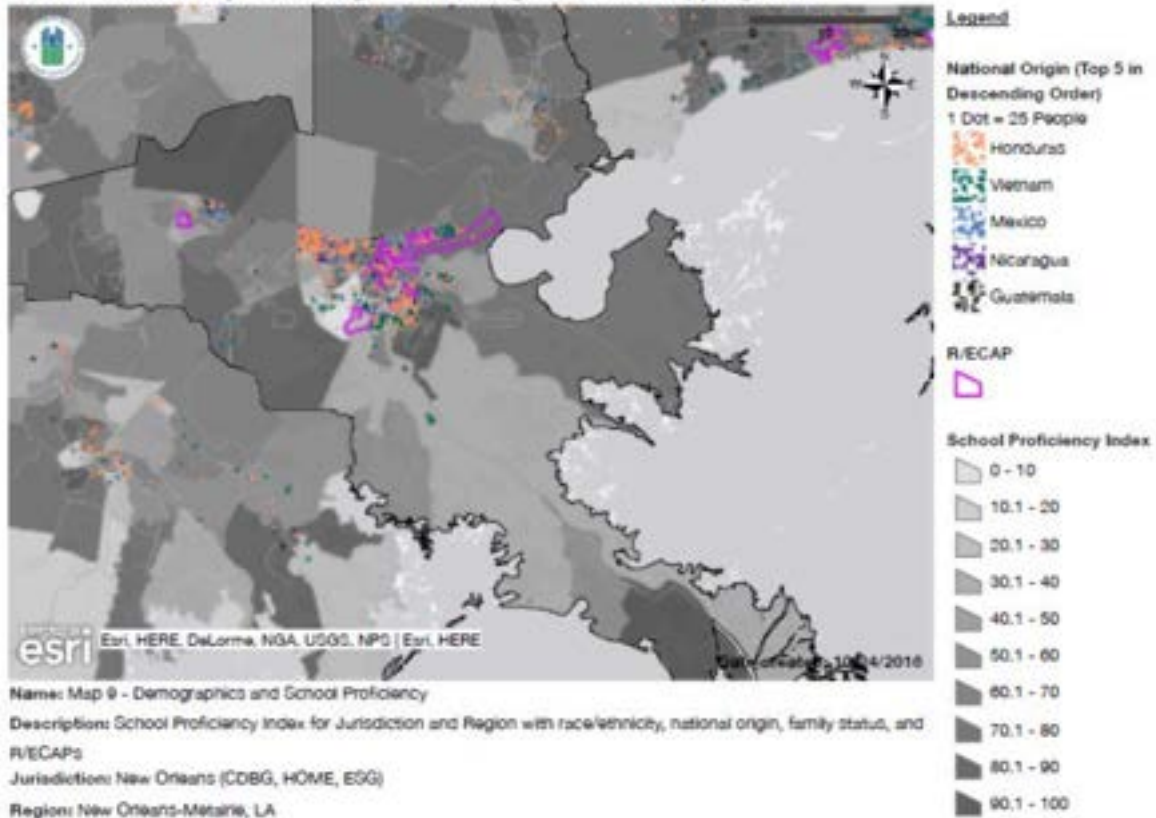 Legend
National Origin (Top 5 in
Descending Order)
1 Dot = 25 People
Honduras
Vietnam
Mexico
Nicaragua
Guatemala
R/ECAP
School Proficiency Index
0 - 10
10.1 - 20
20.1 - 30
30.1 - 40
40.1 - 50
50.1 - 60
60.1 - 70
70.1 - 80
80.1 - 90
90.1 - 100
esri
Esri, HERE, DeLorme, NGA, USGS, NPS | Esri, HERE
Name: Map 9 - Demographics and School Proficiency
Description: School Proficiency Index for Jurisdiction and Region with race/ethnicity, national origin, family status, and
R/ECAPs
Jurisdiction: New Orleans (CDBG, HOME, ESG)
Region: New Orleans-Metairie, LA